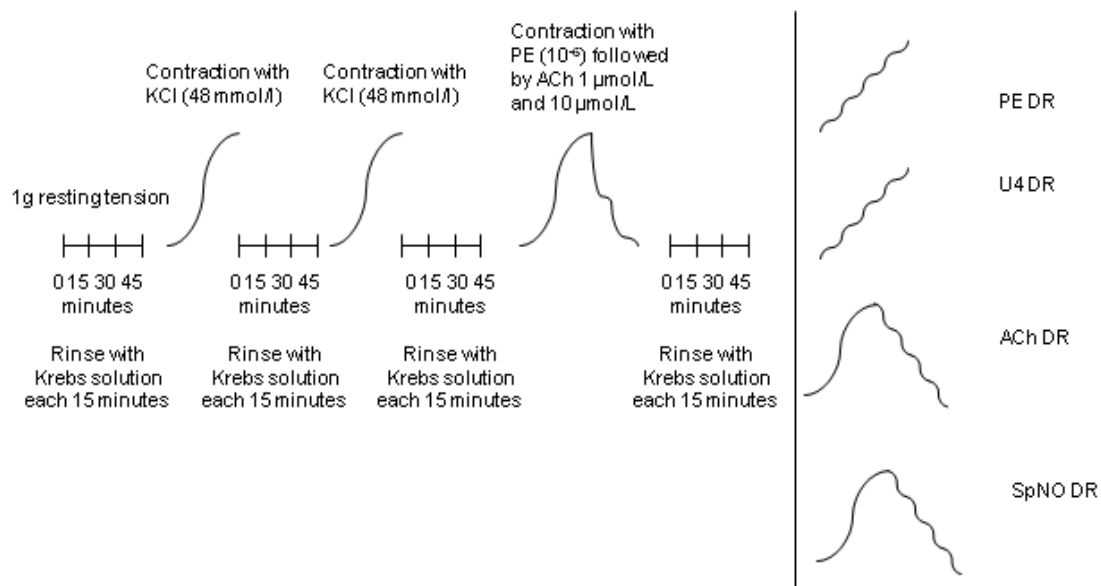 Contraction with
KCl (48 mmol/l)
Contraction with
KCl (48 mmol/l)
Contraction with
PE (10⁻⁶) followed
by ACh 1 µmol/L
and 10 µmol/L
1g resting tension
0 15 30 45
minutes
0 15 30 45
minutes
0 15 30 45
minutes
0 15 30 45
minutes
Rinse with
Krebs solution
each 15 minutes
Rinse with
Krebs solution
each 15 minutes
Rinse with
Krebs solution
each 15 minutes
Rinse with
Krebs solution
each 15 minutes
PE DR
U4 DR
ACh DR
SpNO DR